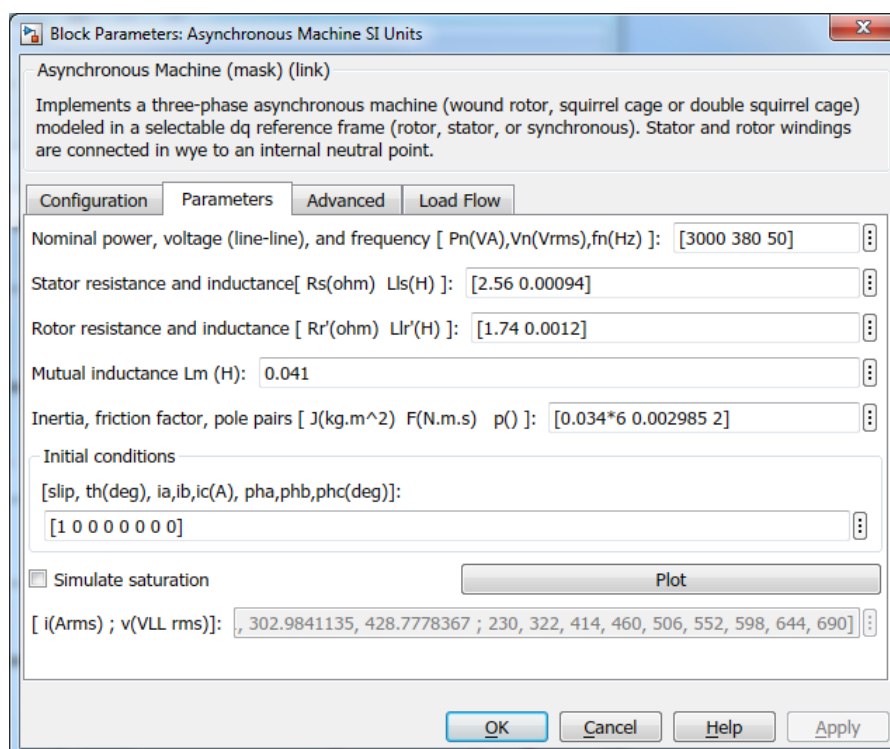 Block Parameters: Asynchronous Machine SI Units
Asynchronous Machine (mask) (link)
Implements a three-phase asynchronous machine (wound rotor, squirrel cage or double squirrel cage)
modeled in a selectable dq reference frame (rotor, stator, or synchronous). Stator and rotor windings
are connected in wye to an internal neutral point.
Configuration Parameters Advanced Load Flow
Nominal power, voltage (line-line), and frequency [ Pn(VA),Vn(Vrms),fn(Hz) ]: [3000 380 50]
Stator resistance and inductance[ Rs(ohm) Lls(H) ]: [2.56 0.00094]
Rotor resistance and inductance [ Rr'(ohm) Llr'(H) ]: [1.74 0.0012]
Mutual inductance Lm (H): 0.041
Inertia, friction factor, pole pairs [ J(kg.m^2) F(N.m.s) p() ]: [0.034*6 0.002985 2]
Initial conditions
[slip, th(deg), ia,ib,ic(A), pha,phb,phc(deg)]:
[1 0 0 0 0 0 0 0]
Simulate saturation Plot
[ i(Arms) ; v(VLL rms)]: , 302.9841135, 428.7778367 ; 230, 322, 414, 460, 506, 552, 598, 644, 690]
OK Cancel Help Apply